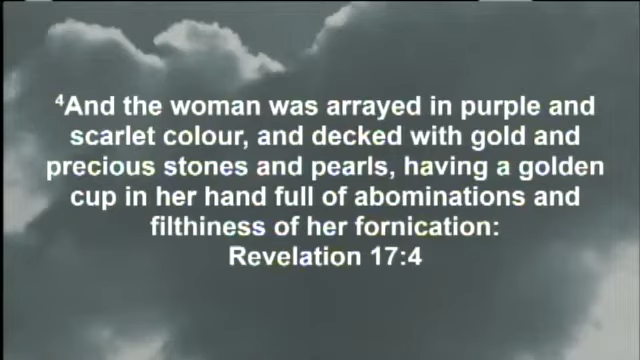 ⁴And the woman was arrayed in purple and
scarlet colour, and decked with gold and
precious stones and pearls, having a golden
cup in her hand full of abominations and
filthiness of her fornication:
Revelation 17:4